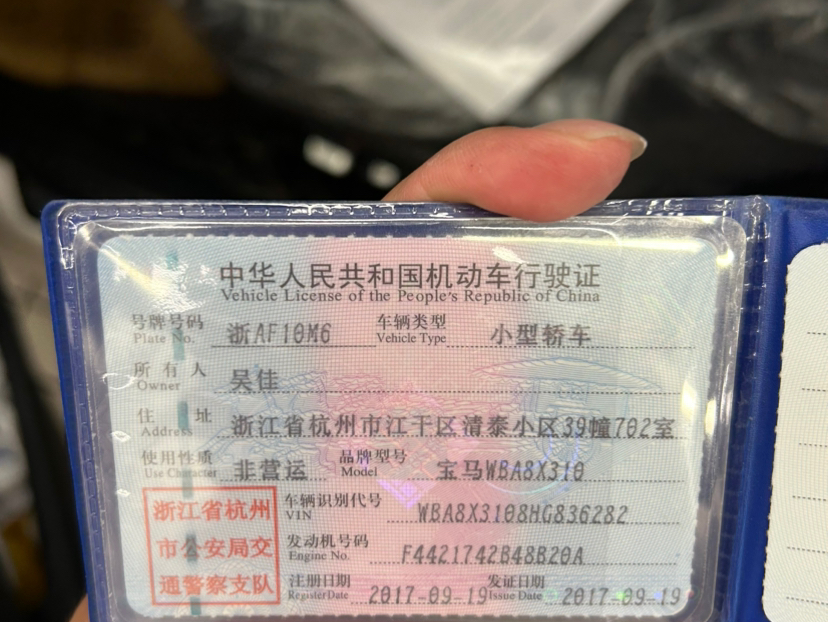 中华人民共和国机动车行驶证
Vehicle License of the People's Republic of China
号牌号码 Plate No. 浙AF10M6 车辆类型 Vehicle Type 小型轿车
所有人 Owner 吴佳
住址 Address 浙江省杭州市江干区清泰小区39幢702室
使用性质 Use Character 非营运 品牌型号 Model 宝马WBA8X310
车辆识别代号 VIN WBA8X3108HG836282
发动机号码 Engine No. F4421742B48B20A
注册日期 Register Date 2017-09-19 发证日期 Issue Date 2017-09-19
浙江省杭州
市公安局交
通警察支队